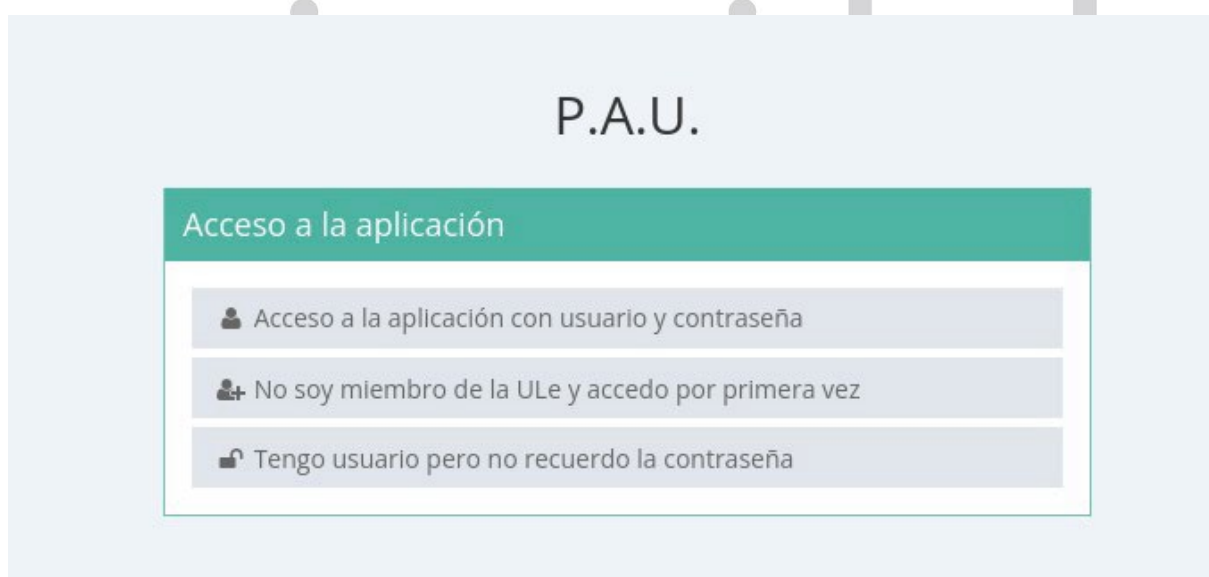 P.A.U.
Acceso a la aplicación
Acceso a la aplicación con usuario y contraseña
No soy miembro de la ULe y accedo por primera vez
Tengo usuario pero no recuerdo la contraseña